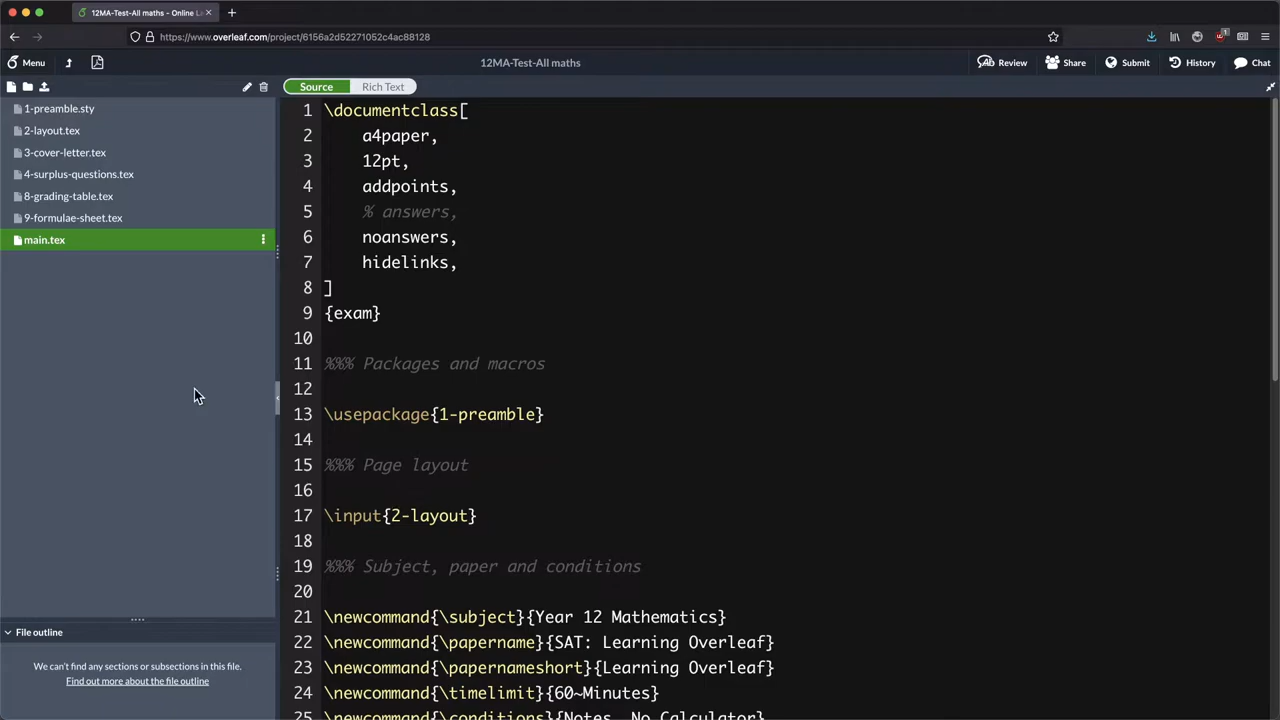 12MA-Test-All maths - Online L
https://www.overleaf.com/project/6156a2d52271052c4ac88128
Menu
12MA-Test-All maths
Review
Share
Submit
History
Chat
Source
Rich Text
1-preamble.sty
2-layout.tex
3-cover-letter.tex
4-surplus-questions.tex
8-grading-table.tex
9-formulae-sheet.tex
main.tex
File outline
We can't find any sections or subsections in this file.
Find out more about the file outline
1 \documentclass[
2 a4paper,
3 12pt,
4 addpoints,
5 % answers,
6 noanswers,
7 hidelinks,
8 ]
9 {exam}
10
11 %%% Packages and macros
12
13 \usepackage{1-preamble}
14
15 %%% Page layout
16
17 \input{2-layout}
18
19 %%% Subject, paper and conditions
20
21 \newcommand{\subject}{Year 12 Mathematics}
22 \newcommand{\papername}{SAT: Learning Overleaf}
23 \newcommand{\papernameshort}{Learning Overleaf}
24 \newcommand{\timelimit}{60~Minutes}
25 \newcommand{\conditions}{Notes, No Calculator}